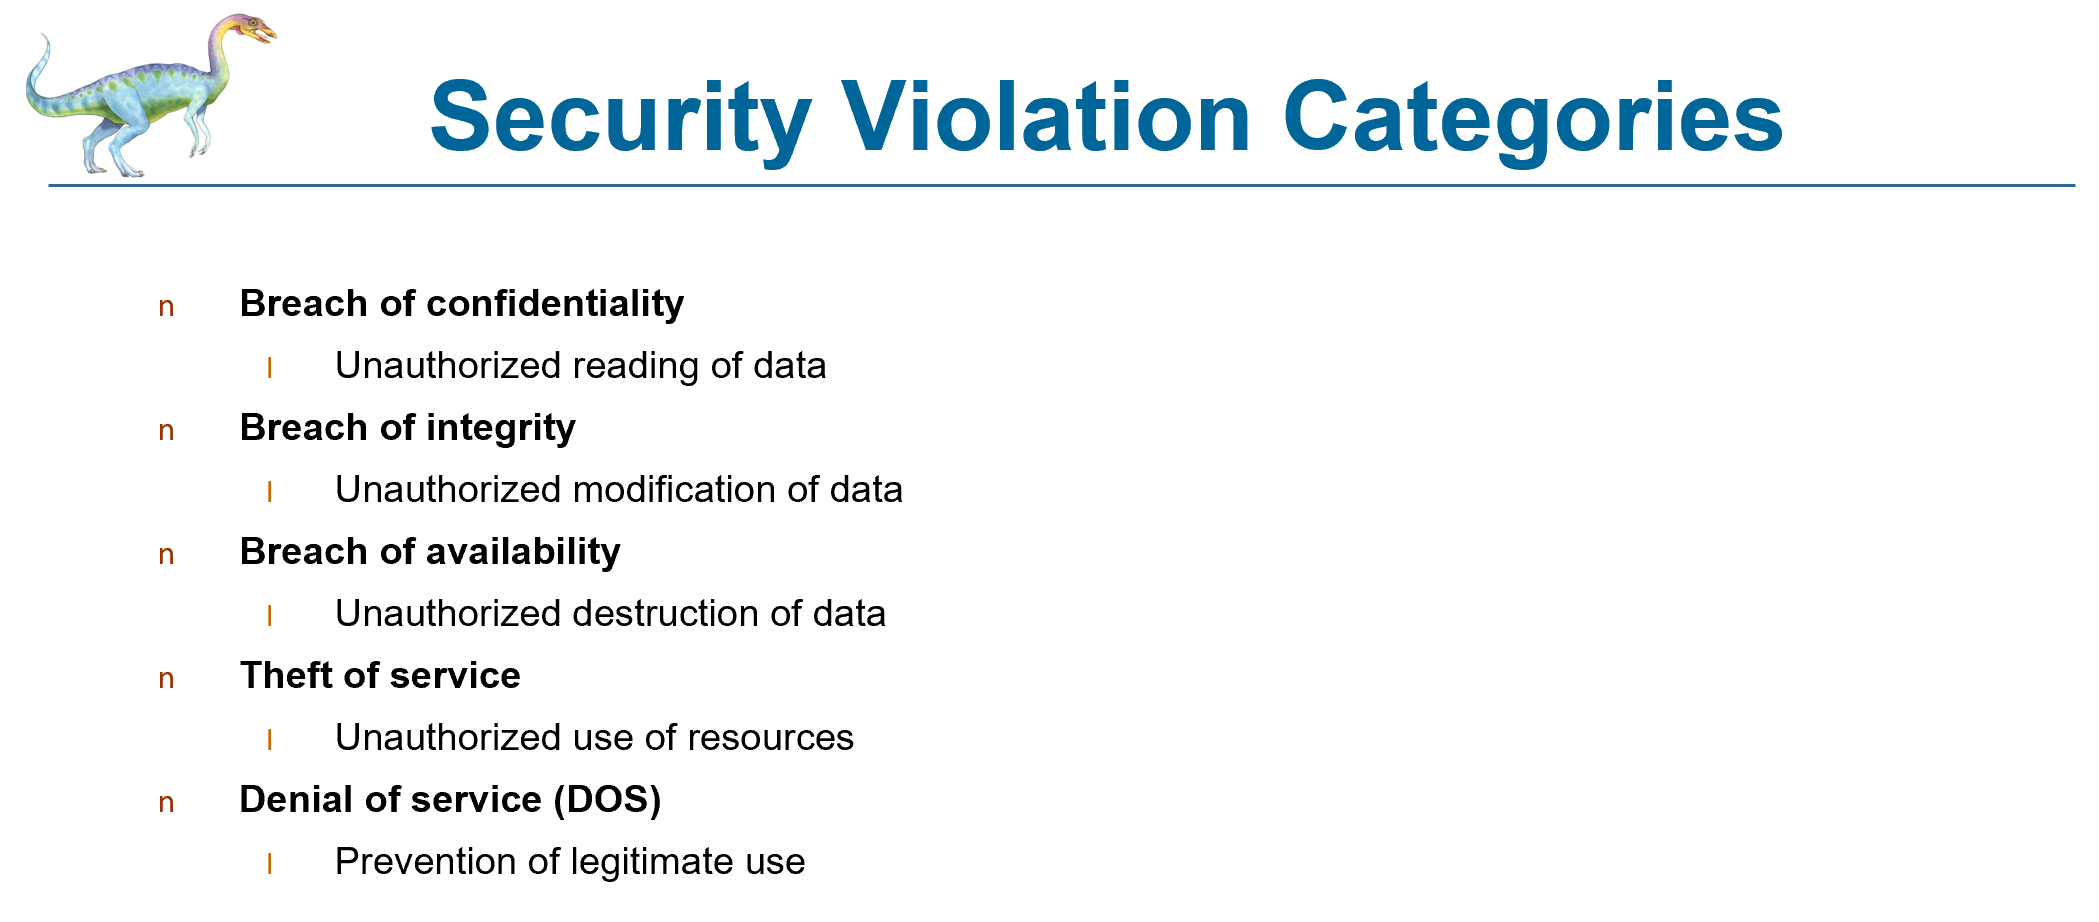 Security Violation Categories
n Breach of confidentiality
l Unauthorized reading of data
n Breach of integrity
l Unauthorized modification of data
n Breach of availability
l Unauthorized destruction of data
n Theft of service
l Unauthorized use of resources
n Denial of service (DOS)
l Prevention of legitimate use